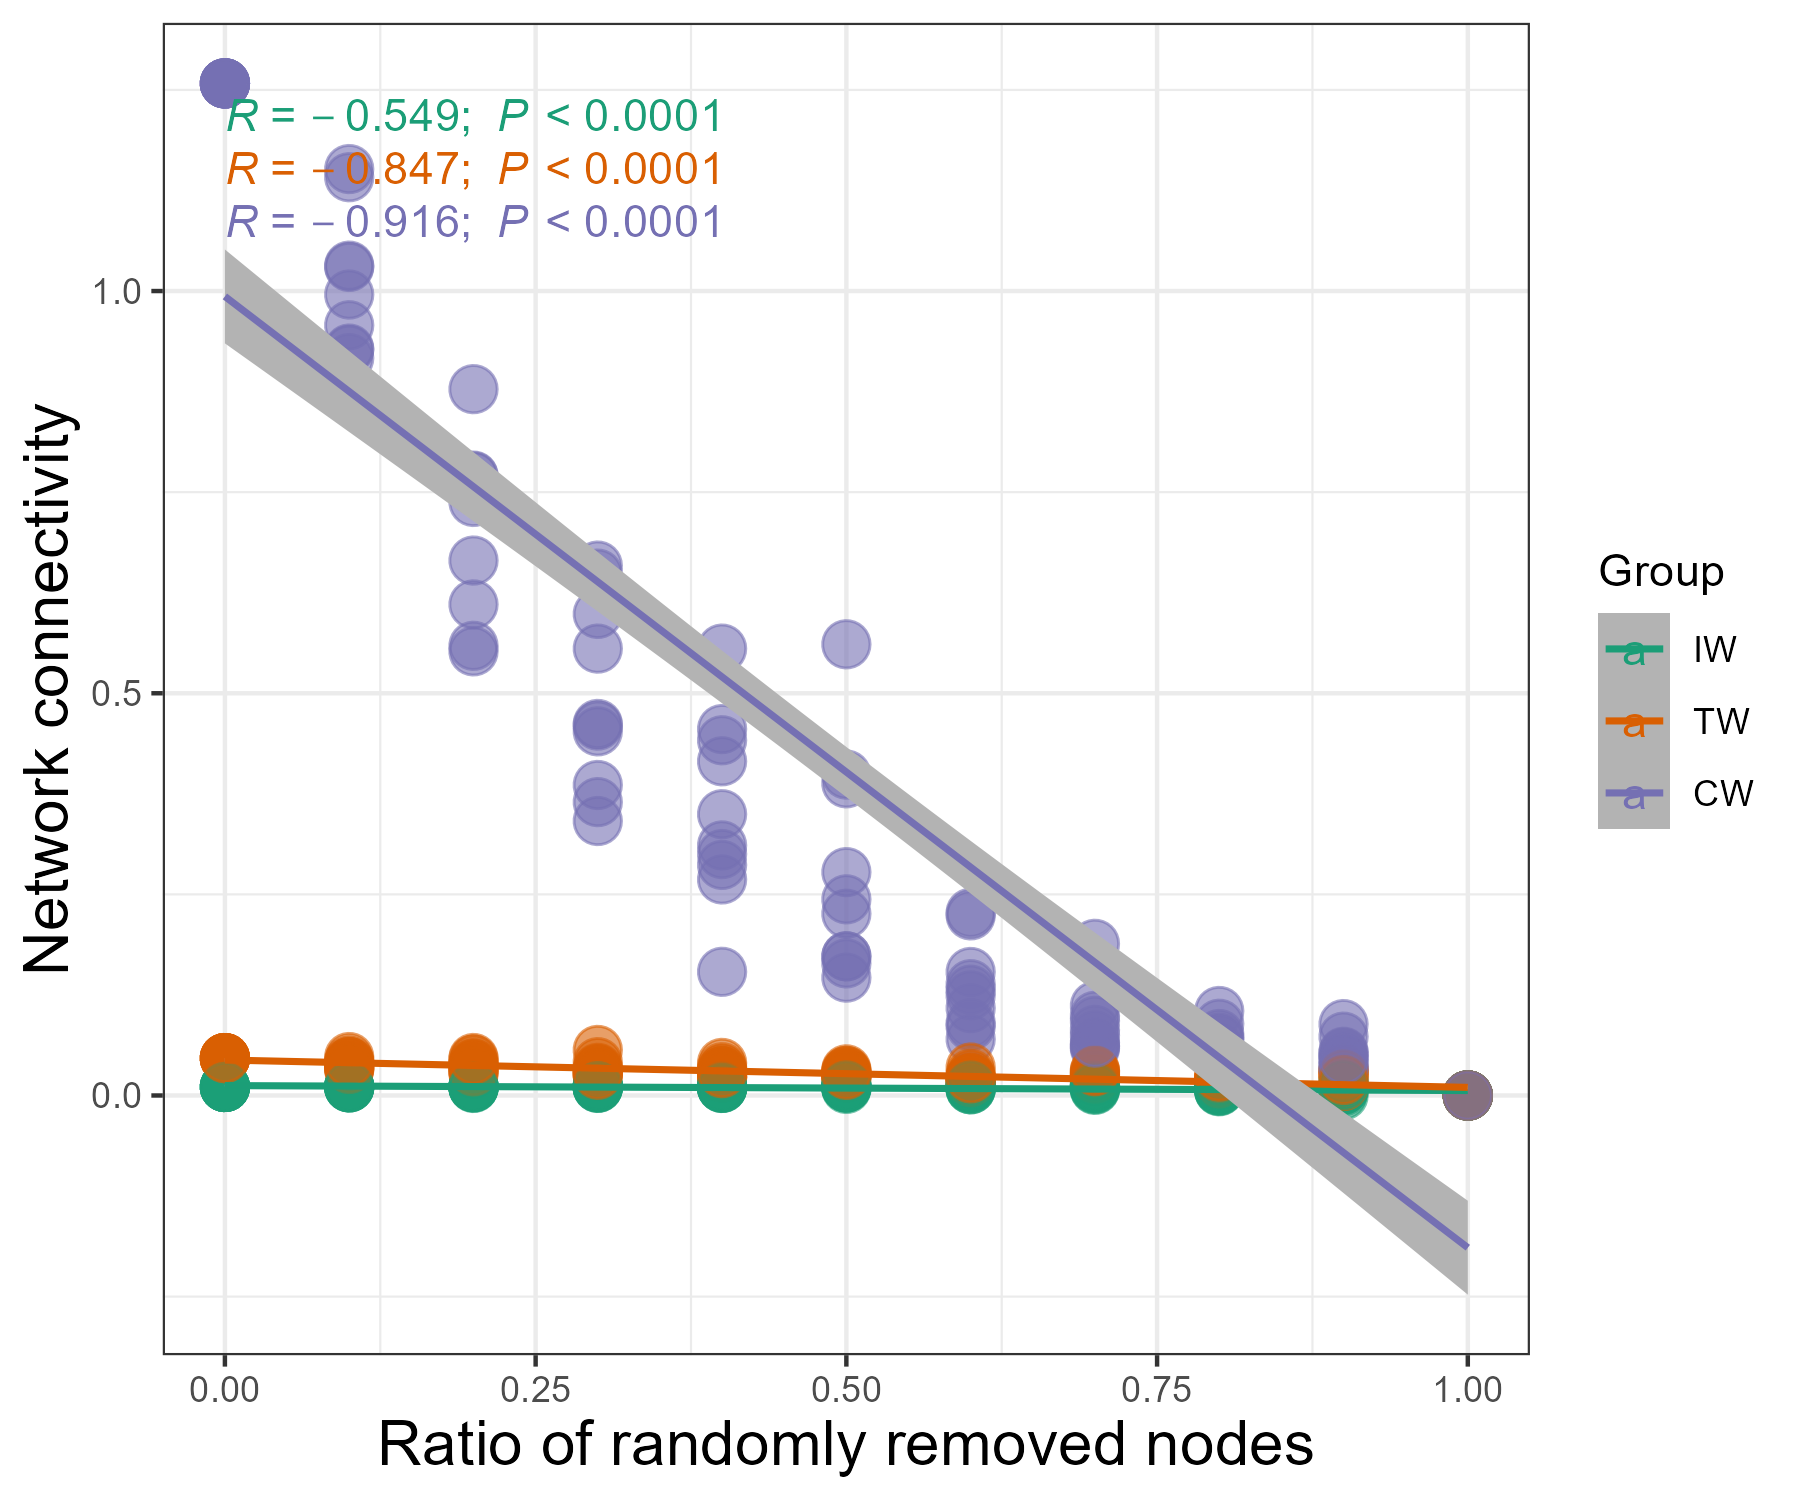 R = − 0.549; P < 0.0001
R = − 0.847; P < 0.0001
R = − 0.916; P < 0.0001
1.0
0.5
0.0
Network connectivity
0.00 0.25 0.50 0.75 1.00
Ratio of randomly removed nodes
Group
a IW
a TW
a CW